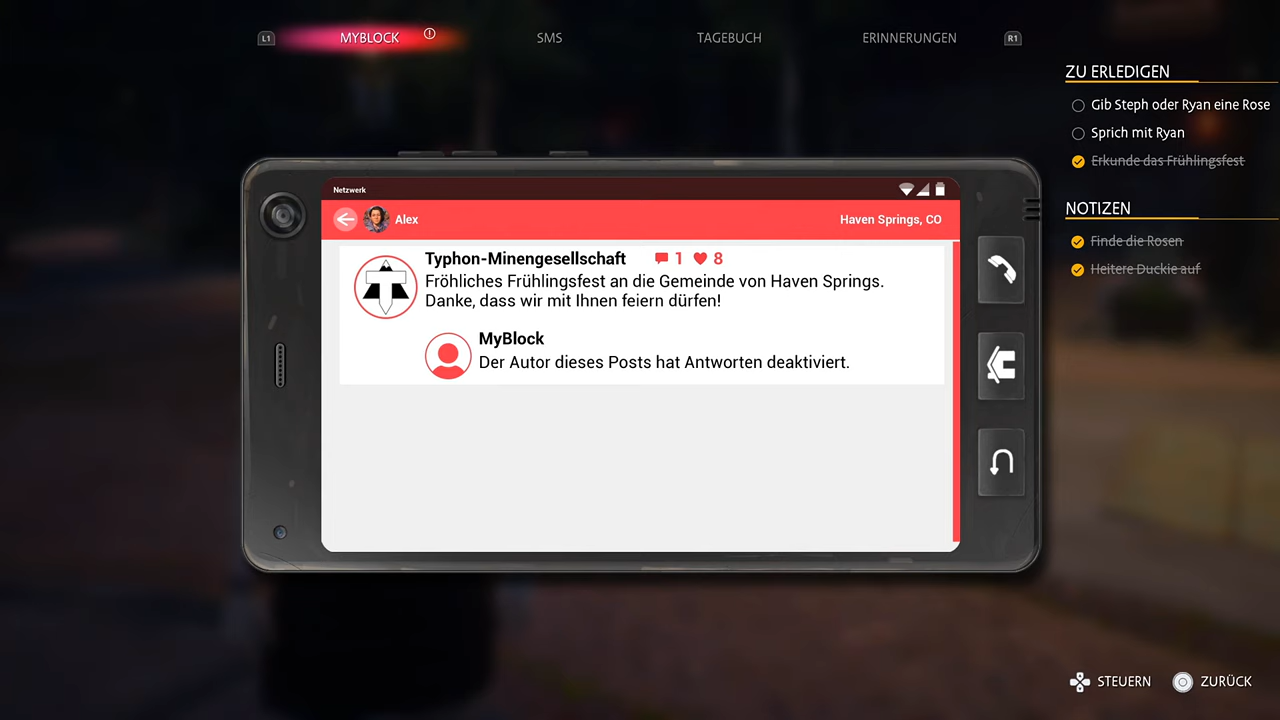 L1
MYBLOCK
SMS
TAGEBUCH
ERINNERUNGEN
R1
ZU ERLEDIGEN
Gib Steph oder Ryan eine Rose
Sprich mit Ryan
Erkunde das Frühlingsfest
NOTIZEN
Finde die Rosen
Heitere Duckie auf
Netzwerk
Alex
Haven Springs, CO
Typhon-Minengesellschaft 1 8
Fröhliches Frühlingsfest an die Gemeinde von Haven Springs.
Danke, dass wir mit Ihnen feiern dürfen!
MyBlock
Der Autor dieses Posts hat Antworten deaktiviert.
STEUERN
ZURÜCK